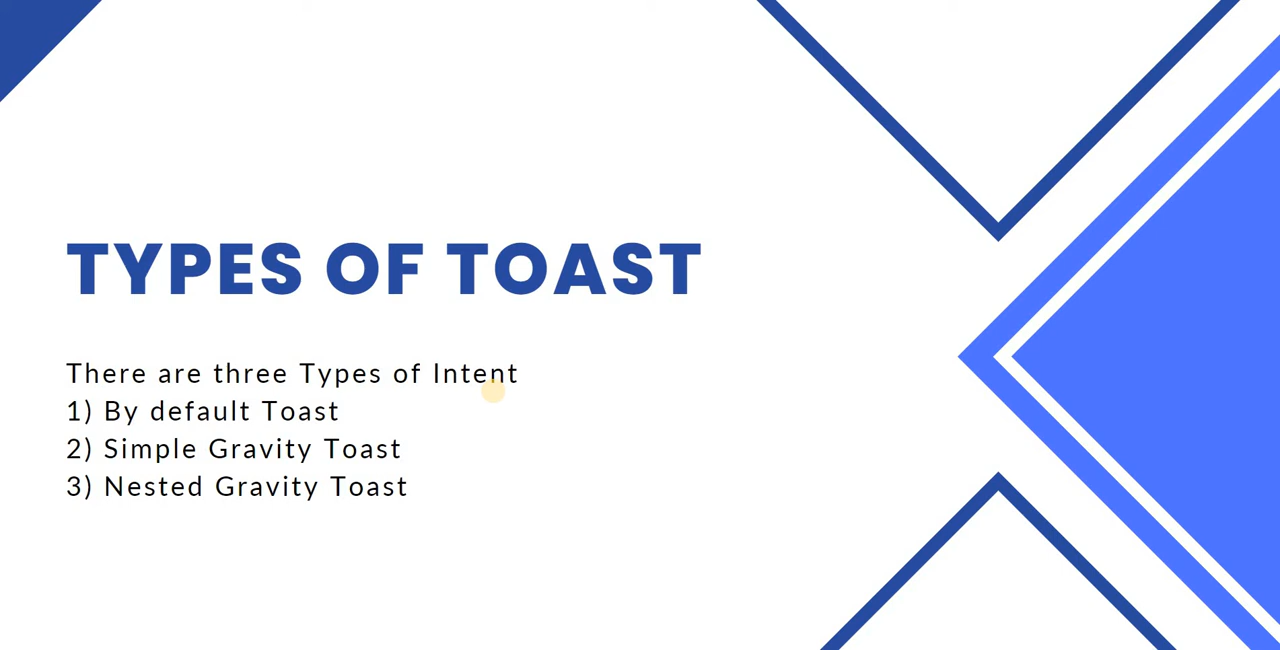 TYPES OF TOAST
There are three Types of Intent
1) By default Toast
2) Simple Gravity Toast
3) Nested Gravity Toast